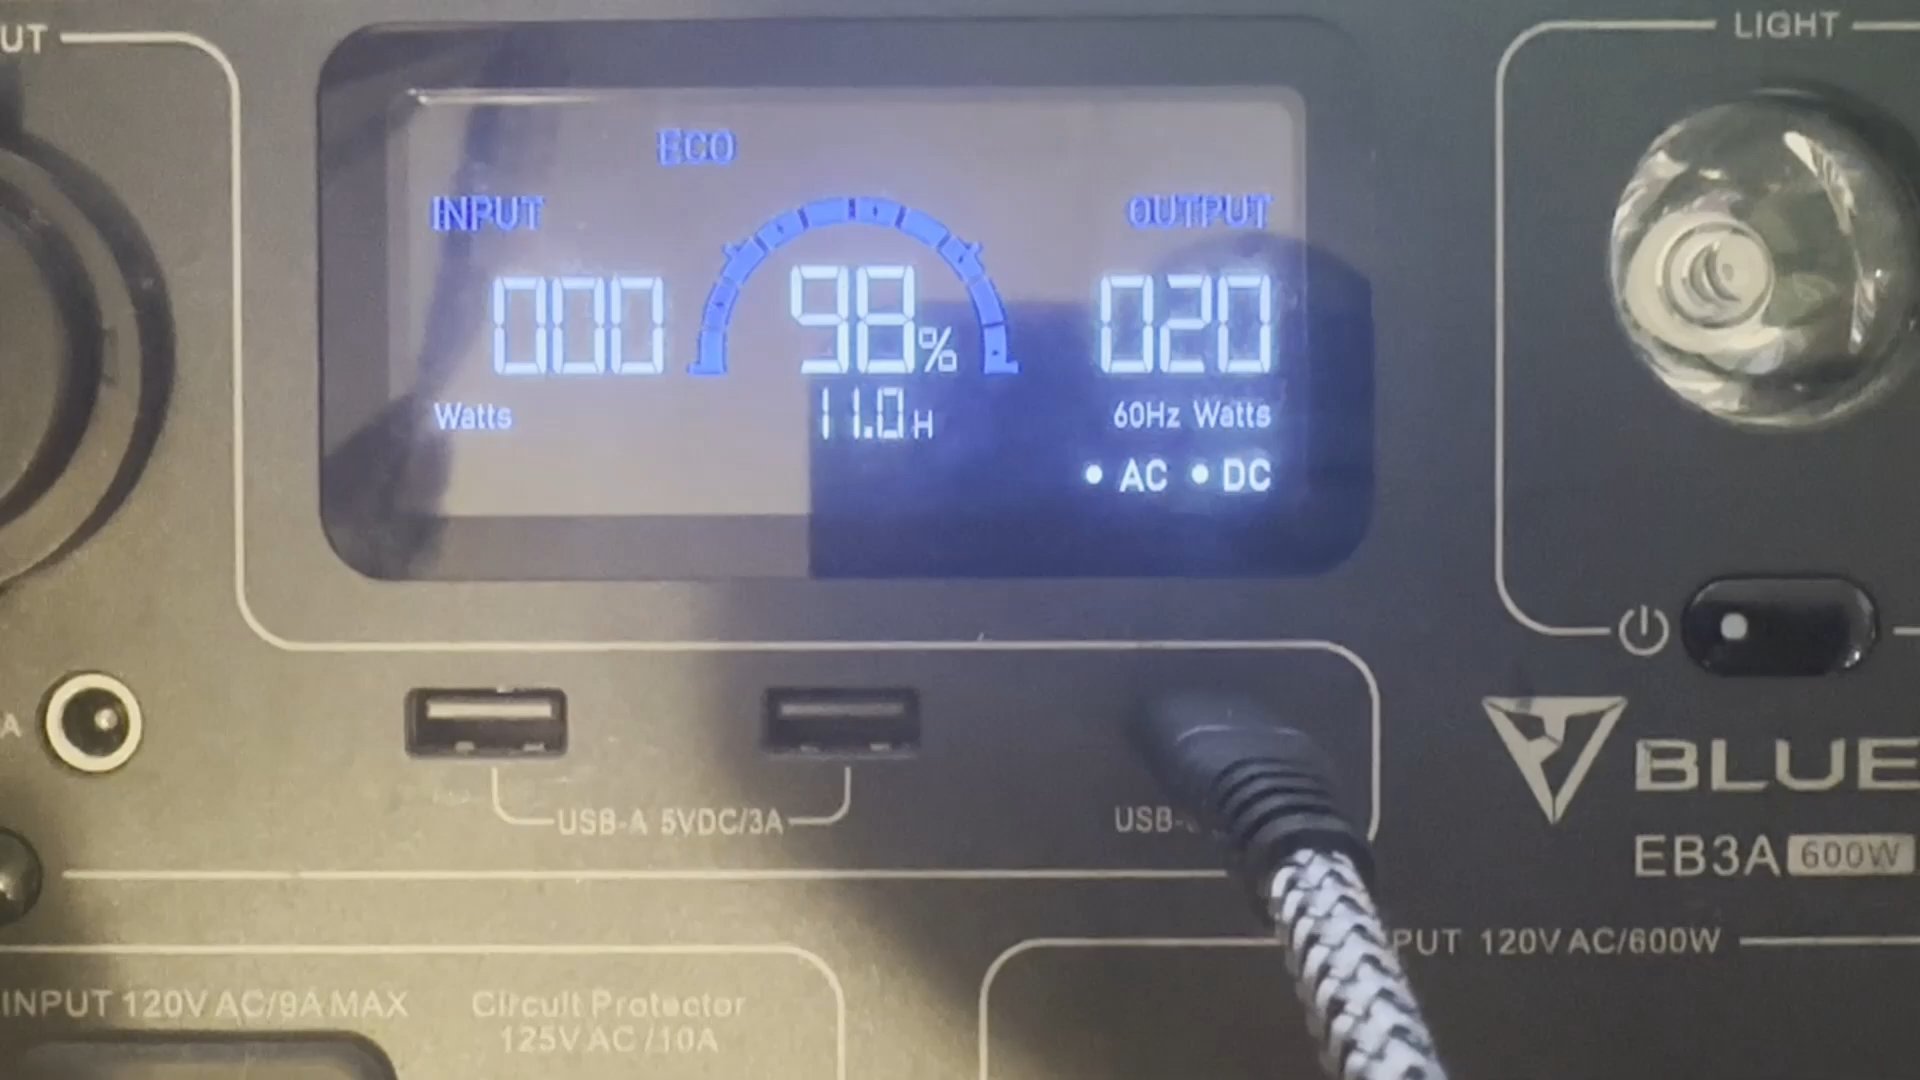 UT
LIGHT
ECO
INPUT
OUTPUT
000
98%
020
Watts
11.0H
60Hz Watts
AC DC
A
USB-A 5VDC/3A
USB-
BLUE
EB3A 600W
PUT 120V AC/600W
INPUT 120V AC/9A MAX
Circuit Protector
125V AC /10A